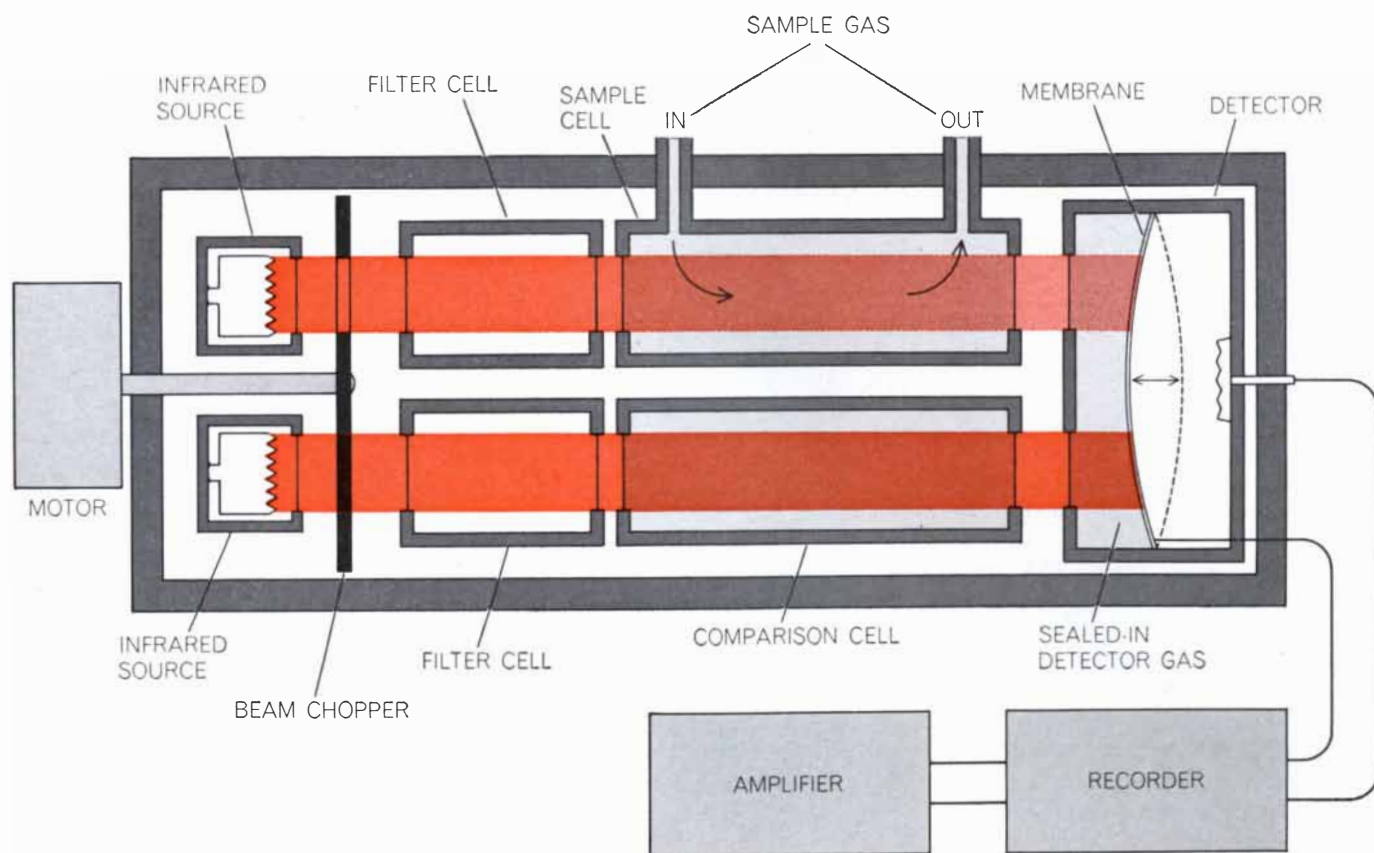 SAMPLE GAS
INFRARED
SOURCE
FILTER CELL
SAMPLE
CELL
IN
OUT
MEMBRANE
DETECTOR
MOTOR
INFRARED
SOURCE
BEAM CHOPPER
FILTER CELL
COMPARISON CELL
SEALED-IN
DETECTOR GAS
AMPLIFIER
RECORDER